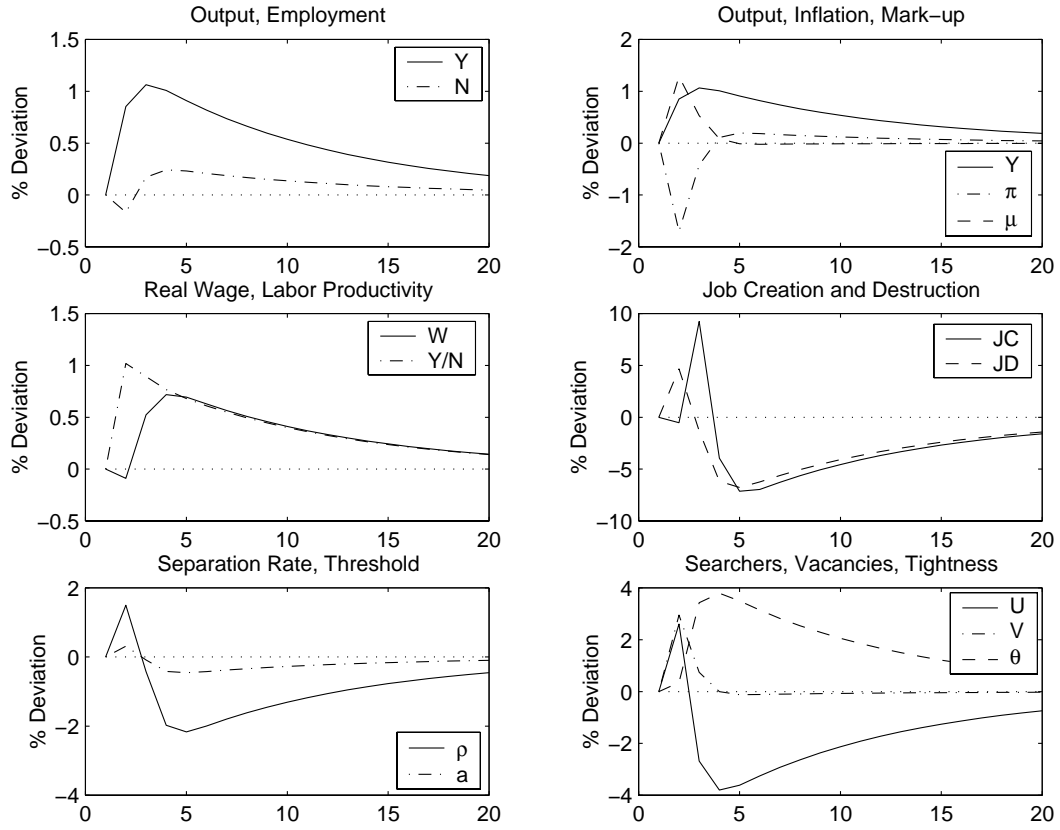 Output, Employment
% Deviation
1.5
1
0.5
0
−0.5
0 5 10 15 20
Y
N
Output, Inflation, Mark−up
% Deviation
2
1
0
−1
−2
0 5 10 15 20
Y
π
μ
Real Wage, Labor Productivity
% Deviation
1.5
1
0.5
0
−0.5
0 5 10 15 20
W
Y/N
Job Creation and Destruction
% Deviation
10
5
0
−5
−10
0 5 10 15 20
JC
JD
Separation Rate, Threshold
% Deviation
2
0
−2
−4
0 5 10 15 20
ρ
a
Searchers, Vacancies, Tightness
% Deviation
4
2
0
−2
−4
0 5 10 15 20
U
V
θ